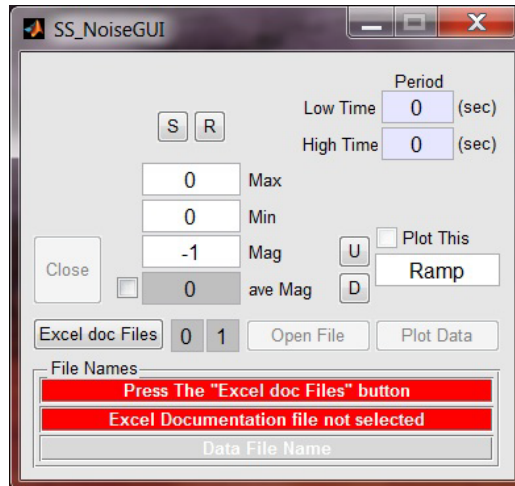 SS_NoiseGUI
Period
Low Time 0 (sec)
S R
High Time 0 (sec)
0 Max
0 Min
-1 Mag
U
Plot This
Close
Ramp
0 ave Mag
D
Excel doc Files 0 1 Open File Plot Data
File Names
Press The "Excel doc Files" button
Excel Documentation file not selected
Data File Name